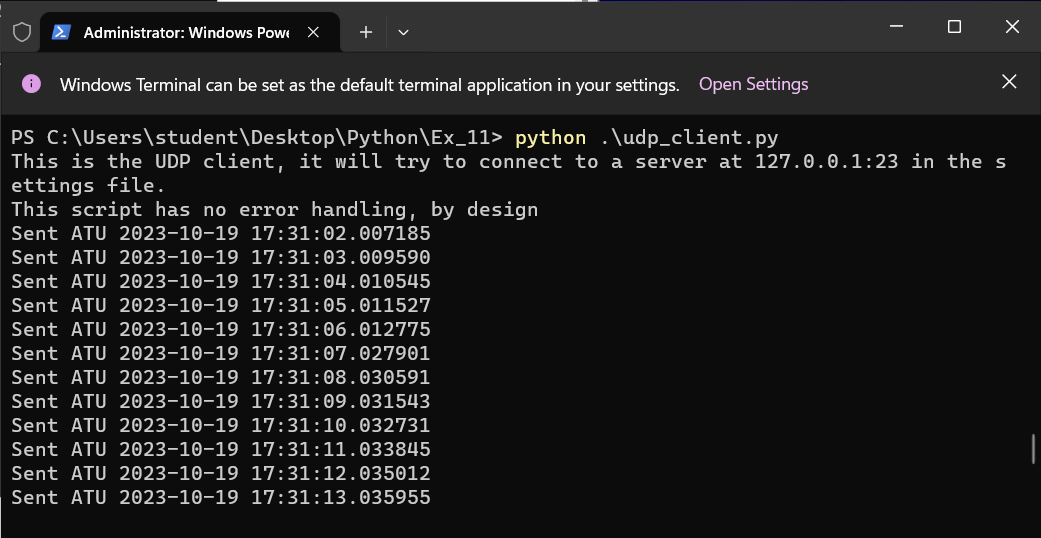 Administrator: Windows Powe
Windows Terminal can be set as the default terminal application in your settings. Open Settings
PS C:\Users\student\Desktop\Python\Ex_11> python .\udp_client.py
This is the UDP client, it will try to connect to a server at 127.0.0.1:23 in the s
ettings file.
This script has no error handling, by design
Sent ATU 2023-10-19 17:31:02.007185
Sent ATU 2023-10-19 17:31:03.009590
Sent ATU 2023-10-19 17:31:04.010545
Sent ATU 2023-10-19 17:31:05.011527
Sent ATU 2023-10-19 17:31:06.012775
Sent ATU 2023-10-19 17:31:07.027901
Sent ATU 2023-10-19 17:31:08.030591
Sent ATU 2023-10-19 17:31:09.031543
Sent ATU 2023-10-19 17:31:10.032731
Sent ATU 2023-10-19 17:31:11.033845
Sent ATU 2023-10-19 17:31:12.035012
Sent ATU 2023-10-19 17:31:13.035955